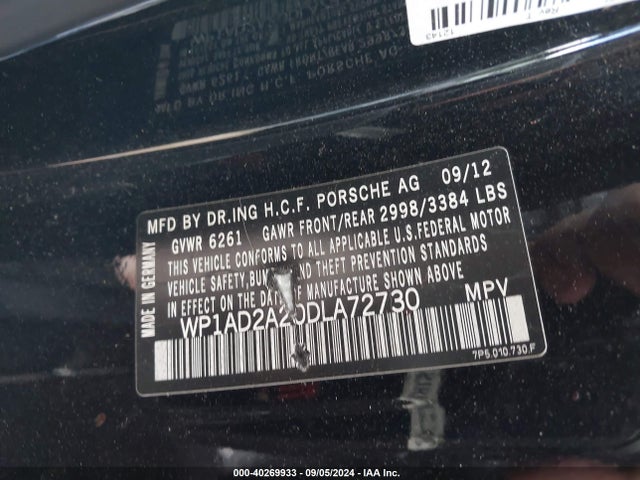 MFD BY DR.ING H.C.F. PORSCHE AG 09/12
GVWR 6261 GAWR FRONT/REAR 2998/3384 LBS
THIS VEHICLE CONFORMS TO ALL APPLICABLE U.S.FEDERAL MOTOR
VEHICLE SAFETY, AND THEFT PREVENTION STANDARDS
IN EFFECT ON THE DATE OF MANUFACTURE SHOWN ABOVE
WP1AD2A20DLA72730 MPV
MADE IN GERMANY
7P5.010.730.F
000-40269933 - 09/05/2024 - IAA Inc.